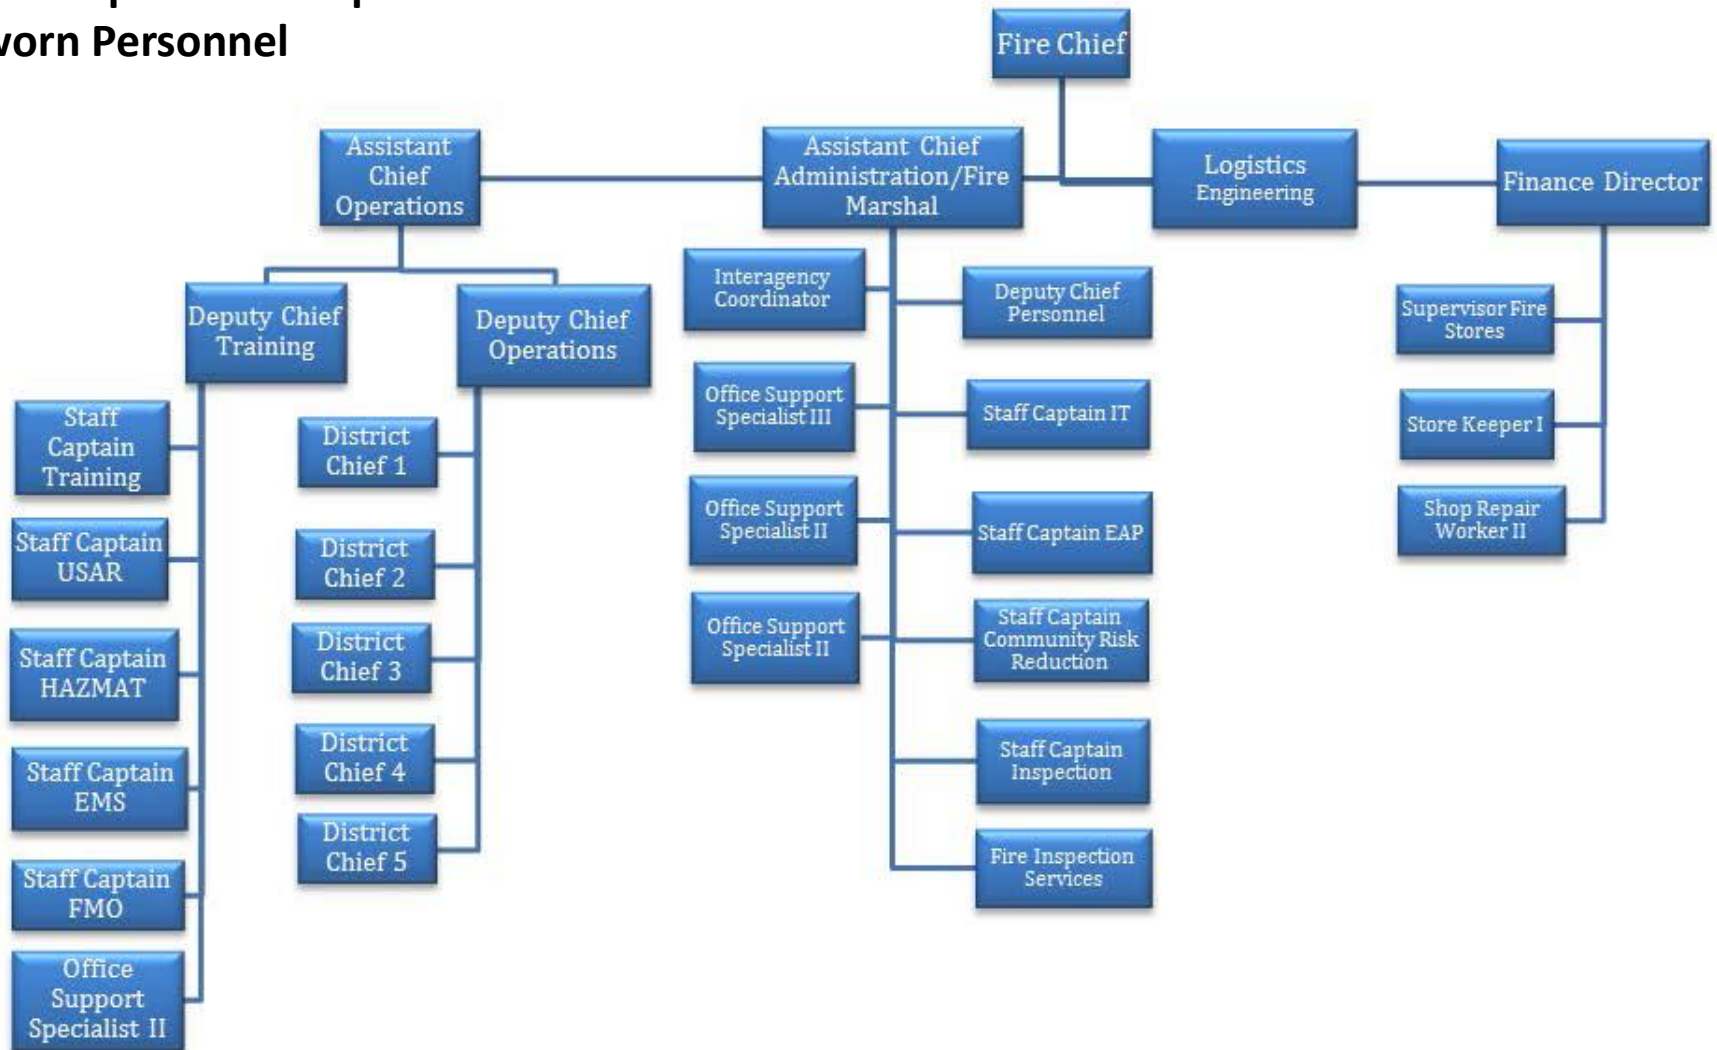 Personnel
Fire Chief
Assistant
Chief
Operations
Assistant Chief
Administration/Fire
Marshal
Logistics
Engineering
Finance Director
Deputy Chief
Training
Deputy Chief
Operations
Staff
Captain
Training
Staff Captain
USAR
Staff Captain
HAZMAT
Staff Captain
EMS
Staff Captain
FMO
Office
Support
Specialist II
District
Chief 1
District
Chief 2
District
Chief 3
District
Chief 4
District
Chief 5
Interagency
Coordinator
Office Support
Specialist III
Office Support
Specialist II
Office Support
Specialist II
Deputy Chief
Personnel
Staff Captain IT
Staff Captain EAP
Staff Captain
Community Risk
Reduction
Staff Captain
Inspection
Fire Inspection
Services
Supervisor Fire
Stores
Store Keeper I
Shop Repair
Worker II